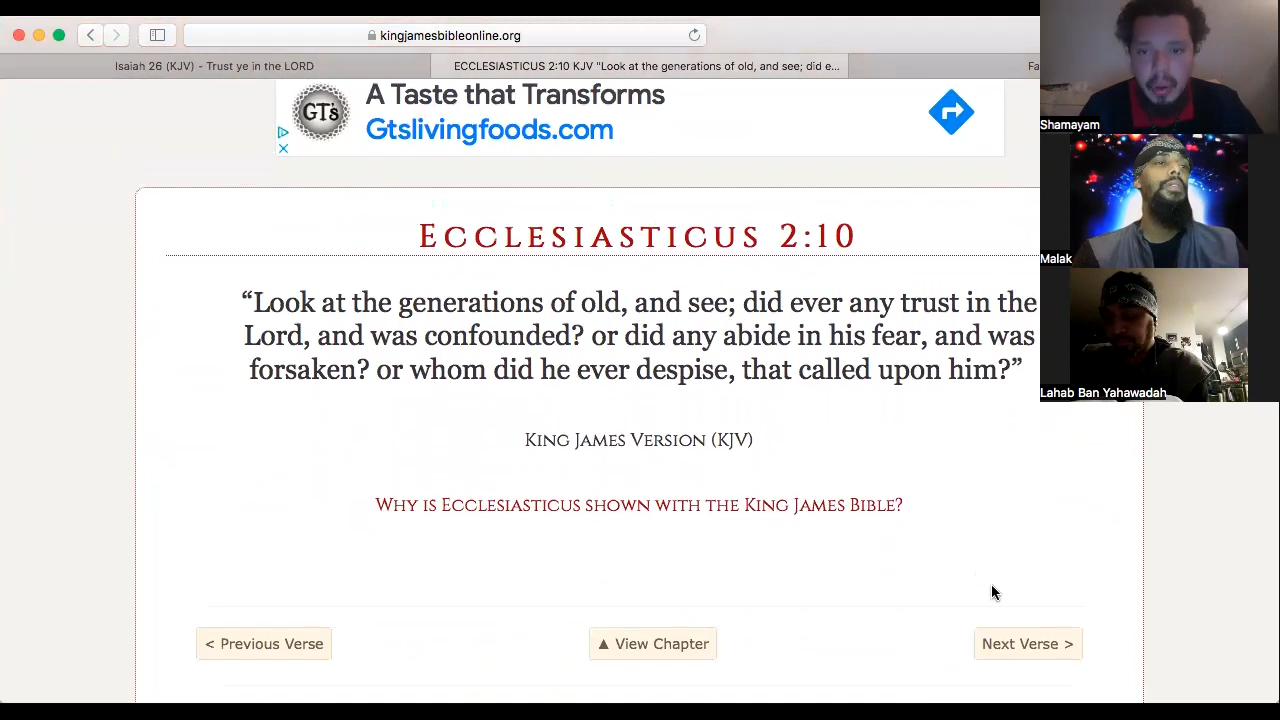 kingjamesbibleonline.org
Isaiah 26 (KJV) - Trust ye in the LORD
ECCLESIASTICUS 2:10 KJV "Look at the generations of old, and see; did e...
Fa
GT's
A Taste that Transforms
Gtslivingfoods.com
Shamayam
Malak
Lahab Ban Yahawadah
Ecclesiasticus 2:10
“Look at the generations of old, and see; did ever any trust in the
Lord, and was confounded? or did any abide in his fear, and was
forsaken? or whom did he ever despise, that called upon him?”
King James Version (KJV)
Why is Ecclesiasticus shown with the King James Bible?
< Previous Verse
▲ View Chapter
Next Verse >